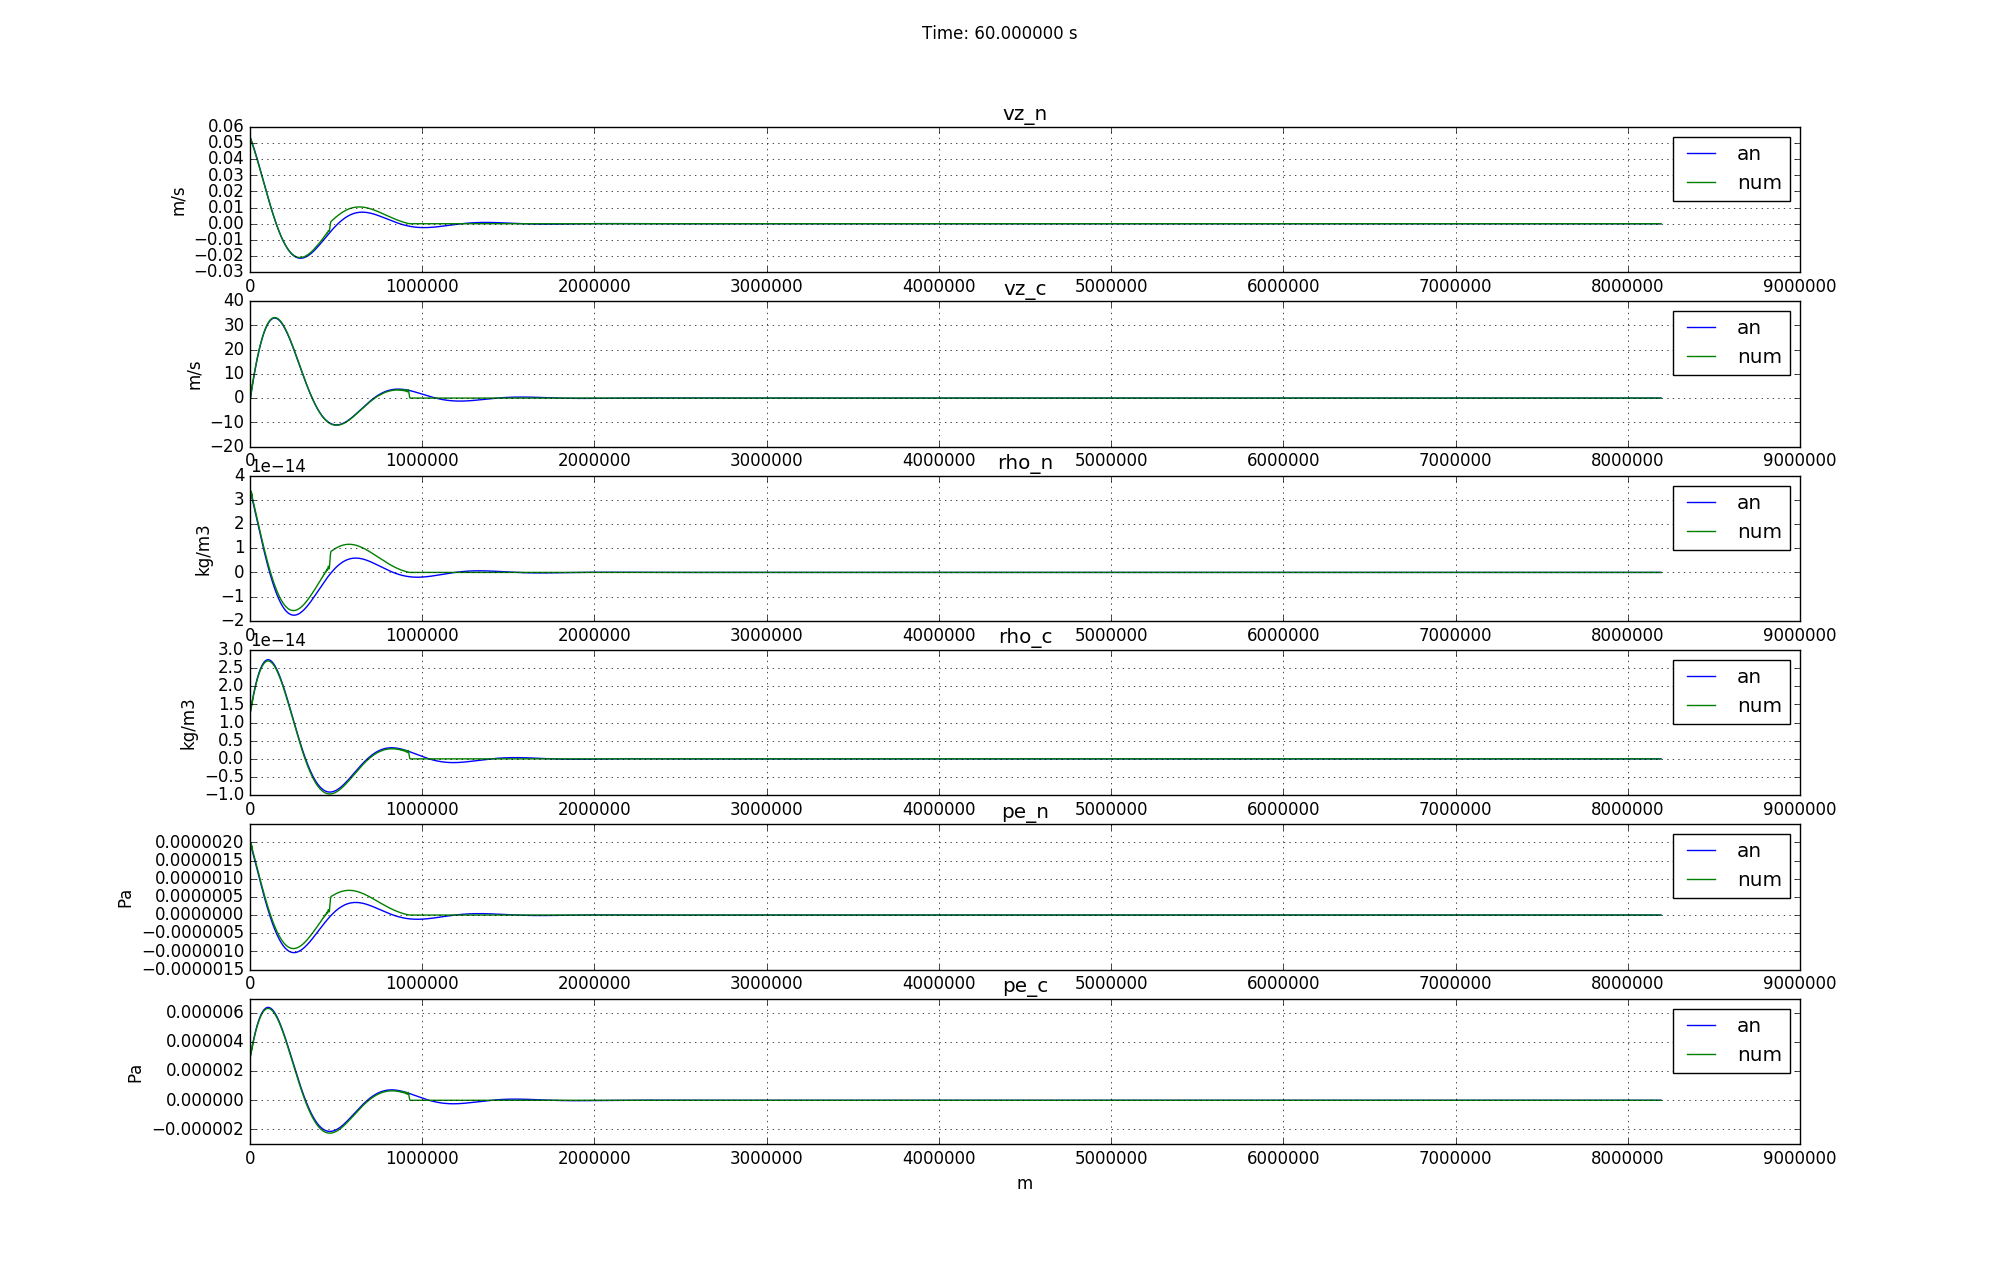 Time: 60.000000 s
vz_n
0.06
0.05
0.04
0.03
0.02
0.01
0.00
−0.01
−0.02
−0.03
m/s
an
num
0 1000000 2000000 3000000 4000000 5000000 6000000 7000000 8000000 9000000
vz_c
40
30
20
10
0
−10
−20
m/s
an
num
0 1000000 2000000 3000000 4000000 5000000 6000000 7000000 8000000 9000000
1e−14
rho_n
4
3
2
1
0
−1
−2
kg/m3
an
num
0 1000000 2000000 3000000 4000000 5000000 6000000 7000000 8000000 9000000
1e−14
rho_c
3.0
2.5
2.0
1.5
1.0
0.5
0.0
−0.5
−1.0
kg/m3
an
num
0 1000000 2000000 3000000 4000000 5000000 6000000 7000000 8000000 9000000
pe_n
0.0000020
0.0000015
0.0000010
0.0000005
0.0000000
−0.0000005
−0.0000010
−0.0000015
Pa
an
num
0 1000000 2000000 3000000 4000000 5000000 6000000 7000000 8000000 9000000
pe_c
0.000006
0.000004
0.000002
0.000000
−0.000002
Pa
an
num
0 1000000 2000000 3000000 4000000 5000000 6000000 7000000 8000000 9000000
m